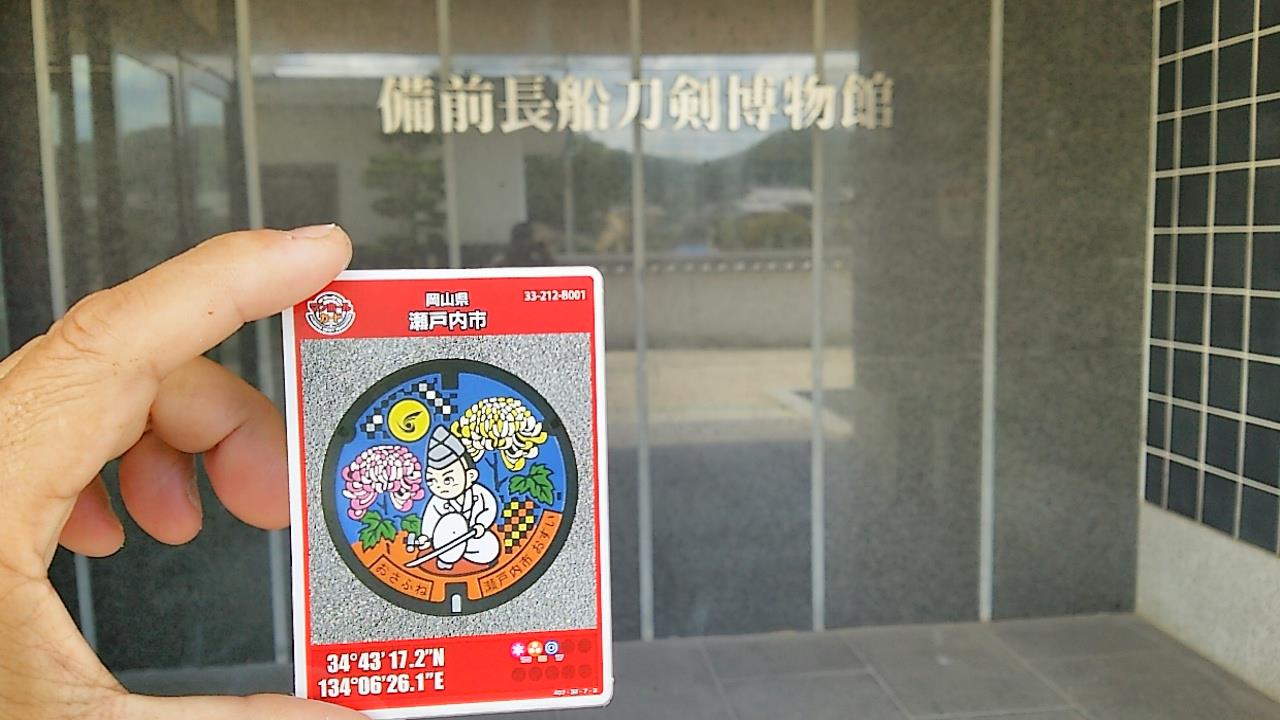 備前長船刀剣博物館
岡山県
瀬戸内市
33-212-B001
おさふね
瀬戸内市 おすい
34°43'17.2"N
134°06'26.1"E